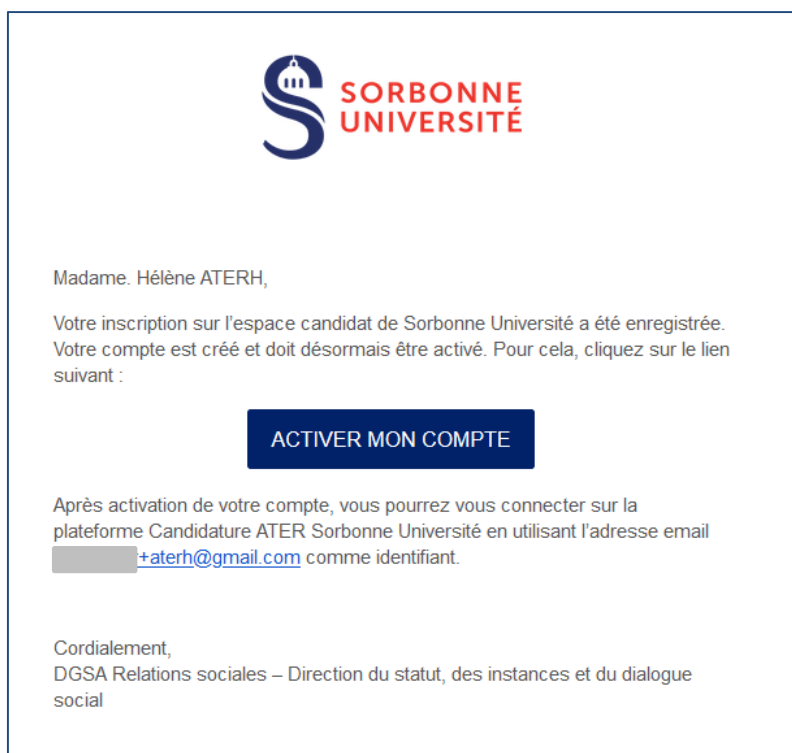 SORBONNE
UNIVERSITÉ
Madame. Hélène ATERH,
Votre inscription sur l’espace candidat de Sorbonne Université a été enregistrée.
Votre compte est créé et doit désormais être activé. Pour cela, cliquez sur le lien
suivant :
ACTIVER MON COMPTE
Après activation de votre compte, vous pourrez vous connecter sur la
plateforme Candidature ATER Sorbonne Université en utilisant l’adresse email
+aterh@gmail.com comme identifiant.
Cordialement,
DGSA Relations sociales – Direction du statut, des instances et du dialogue
social